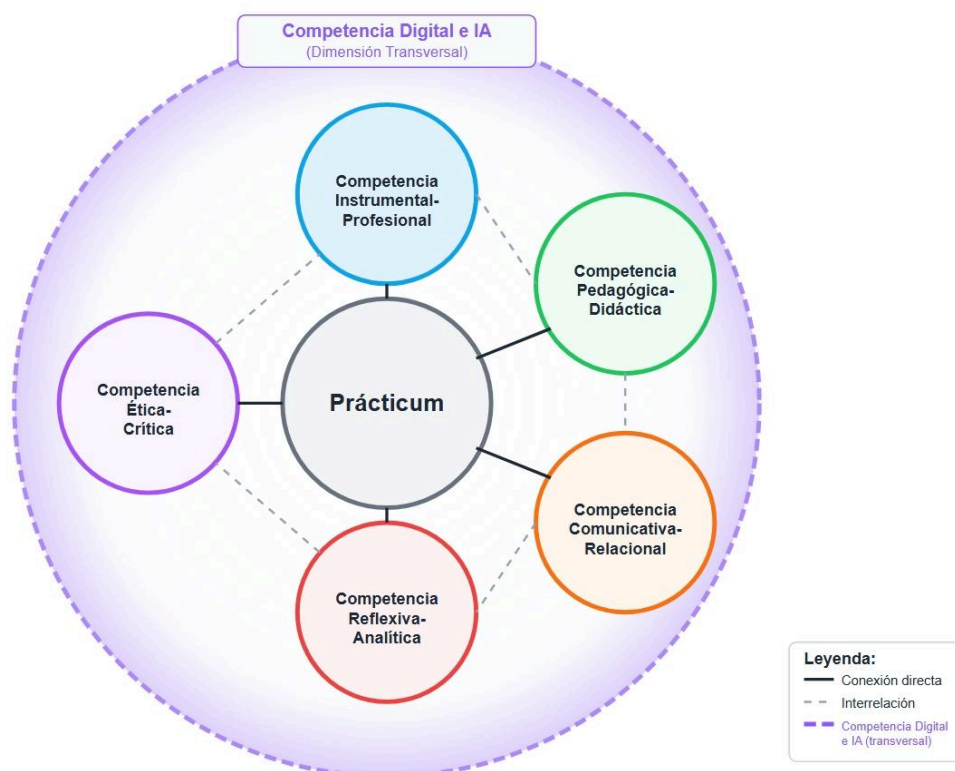 Competencia Digital e IA
(Dimensión Transversal)
Competencia
Instrumental-
Profesional
Competencia
Pedagógica-
Didáctica
Competencia
Ética-
Crítica
Prácticum
Competencia
Comunicativa-
Relacional
Competencia
Reflexiva-
Analítica
Leyenda:
Conexión directa
Interrelación
Competencia Digital
e IA (transversal)